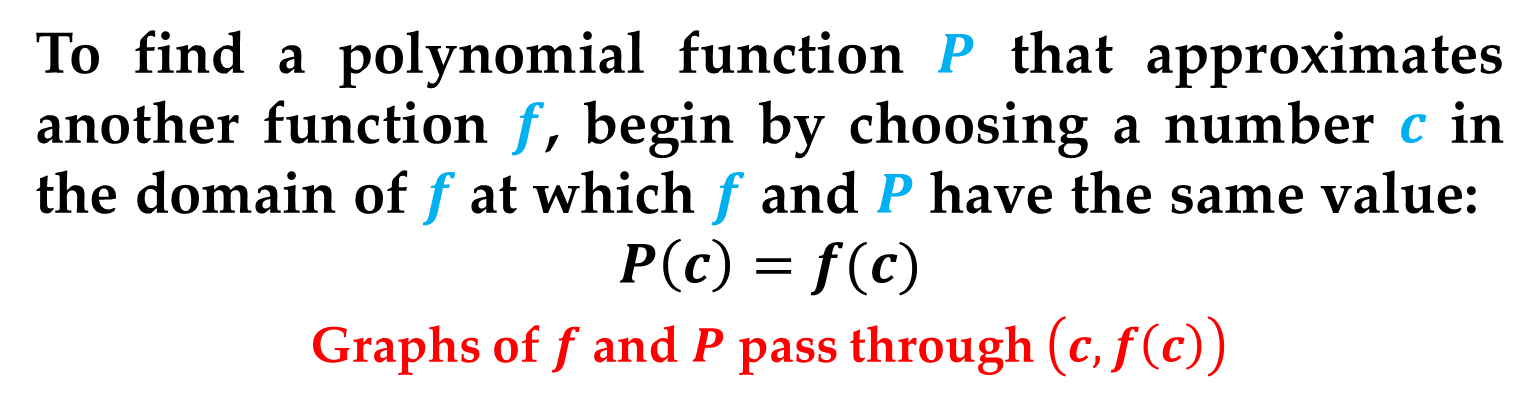 To find a polynomial function P that approximates
another function f, begin by choosing a number c in
the domain of f at which f and P have the same value:
P(c) = f(c)
Graphs of f and P pass through (c, f(c))